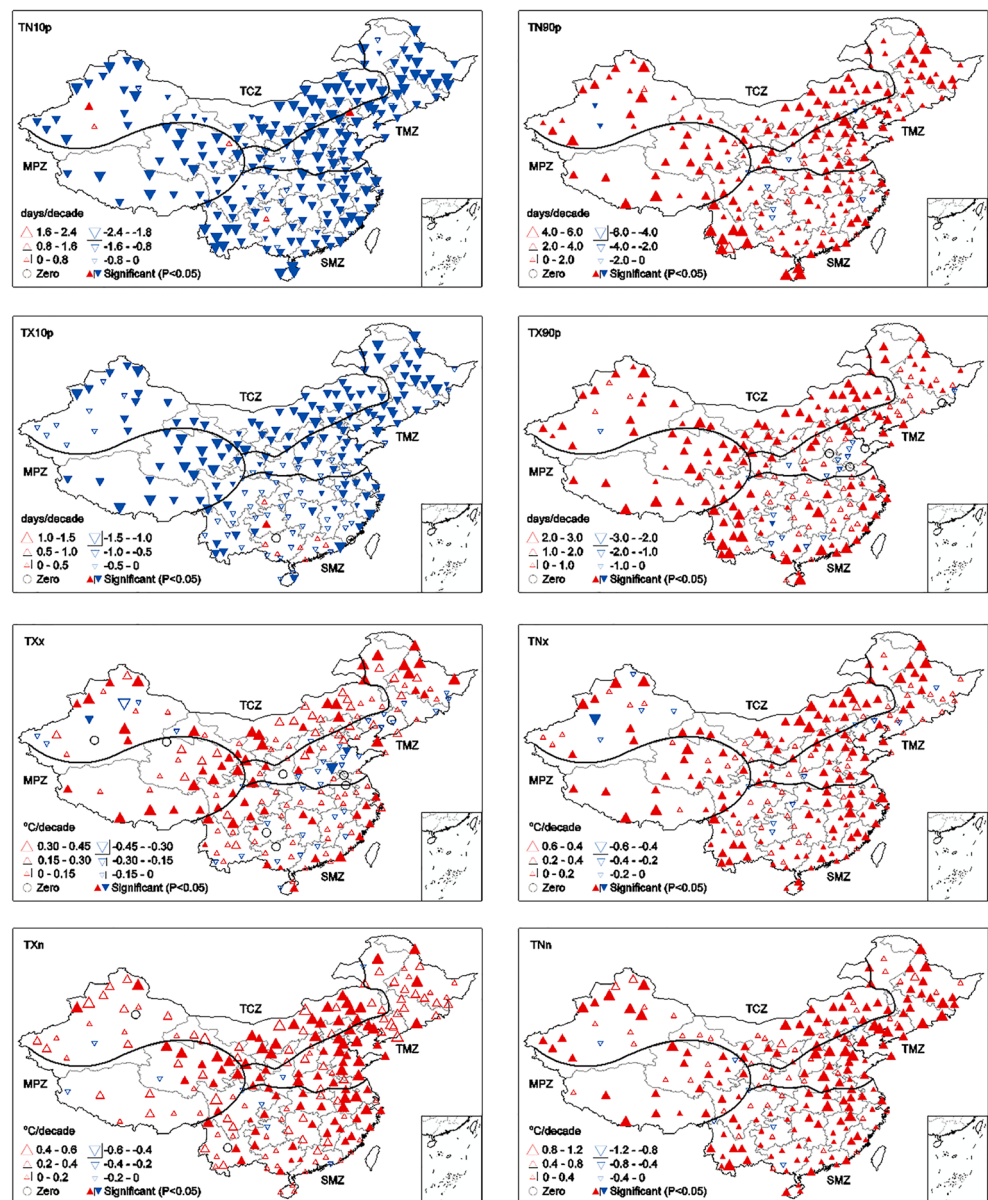 TN10p
TCZ
TMZ
MPZ
days/decade
1.6 - 2.4 -2.4 - -1.8
0.8 - 1.6 -1.6 - -0.8
0 - 0.8 -0.8 - 0
SMZ
Zero Significant (P<0.05)
TN90p
TCZ
TMZ
MPZ
days/decade
4.0 - 6.0 -6.0 - -4.0
2.0 - 4.0 -4.0 - -2.0
0 - 2.0 -2.0 - 0
SMZ
Zero Significant (P<0.05)
TX10p
TCZ
TMZ
MPZ
days/decade
1.0 - 1.5 -1.5 - -1.0
0.5 - 1.0 -1.0 - -0.5
0 - 0.5 -0.5 - 0
SMZ
Zero Significant (P<0.05)
TX90p
TCZ
TMZ
MPZ
days/decade
2.0 - 3.0 -3.0 - -2.0
1.0 - 2.0 -2.0 - -1.0
0 - 1.0 -1.0 - 0
SMZ
Zero Significant (P<0.05)
TXx
TCZ
TMZ
MPZ
°C/decade
0.30 - 0.45 -0.45 - -0.30
0.15 - 0.30 -0.30 - -0.15
0 - 0.15 -0.15 - 0
SMZ
Zero Significant (P<0.05)
TNx
TCZ
TMZ
MPZ
°C/decade
0.6 - 0.4 -0.6 - -0.4
0.2 - 0.4 -0.4 - -0.2
0 - 0.2 -0.2 - 0
SMZ
Zero Significant (P<0.05)
TXn
TCZ
TMZ
MPZ
°C/decade
0.4 - 0.6 -0.6 - -0.4
0.2 - 0.4 -0.4 - -0.2
0 - 0.2 -0.2 - 0
SMZ
Zero Significant (P<0.05)
TNn
TCZ
TMZ
MPZ
°C/decade
0.8 - 1.2 -1.2 - -0.8
0.4 - 0.8 -0.8 - -0.4
0 - 0.4 -0.4 - 0
SMZ
Zero Significant (P<0.05)